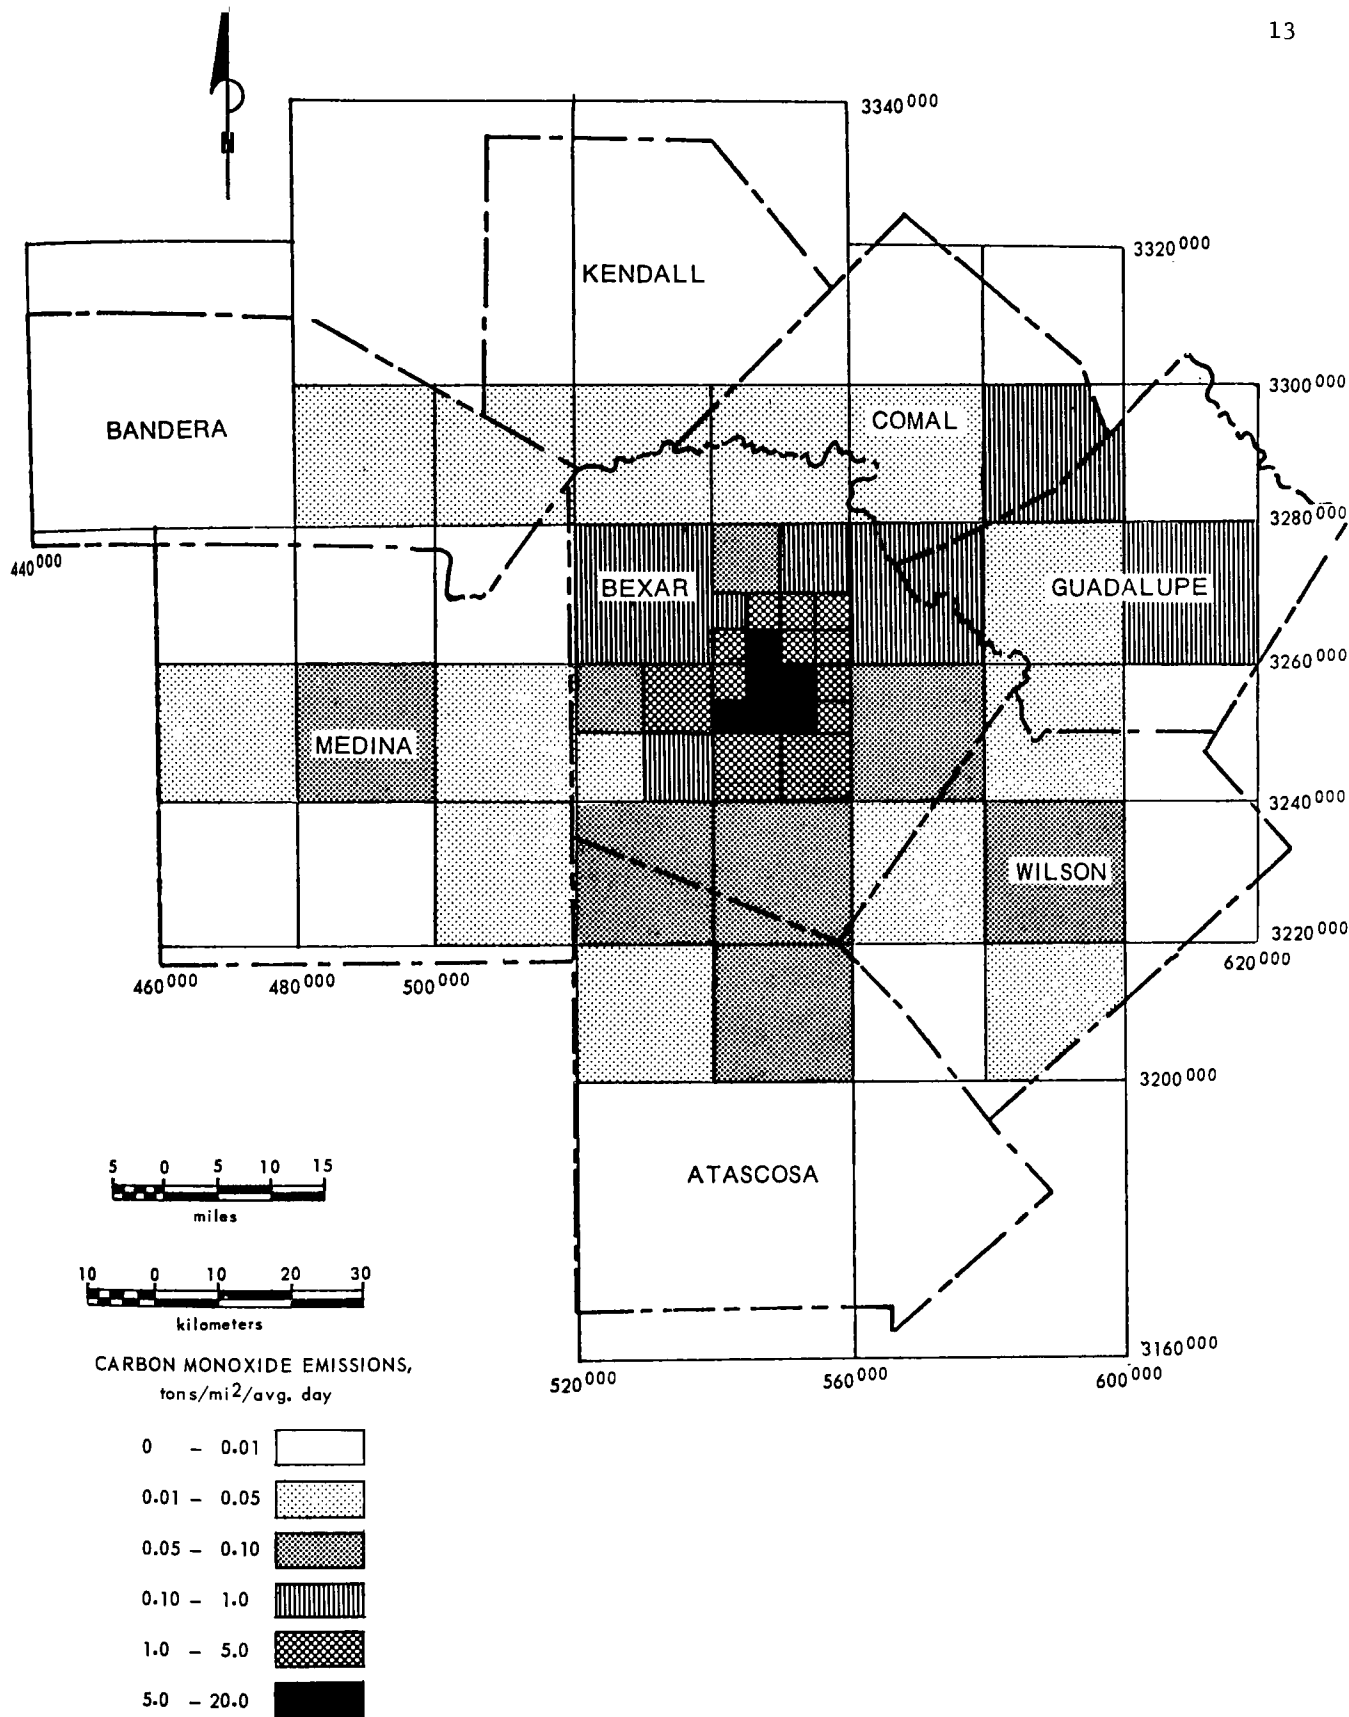 13
N
3340000
3320000
KENDALL
3300000
BANDERA
COMAL
3280000
440000
BEXAR
GUADALUPE
3260000
MEDINA
3240000
WILSON
3220000
460000
480000
500000
620000
3200000
ATASCOSA
5 0 5 10 15
miles
10 0 10 20 30
kilometers
3160000
520000
560000
600000
CARBON MONOXIDE EMISSIONS,
tons/mi2/avg. day
0 – 0.01
0.01 – 0.05
0.05 – 0.10
0.10 – 1.0
1.0 – 5.0
5.0 – 20.0